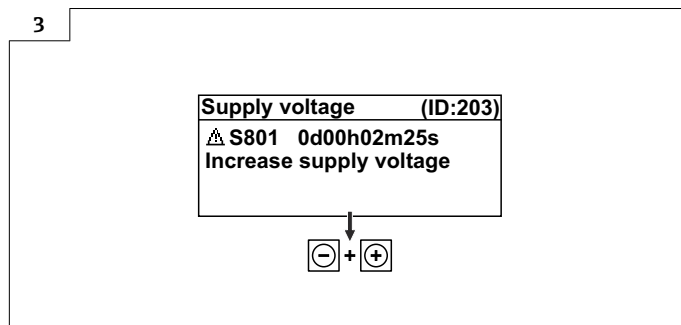 3
Supply voltage (ID:203)
⚠ S801 0d00h02m25s
Increase supply voltage
− + +